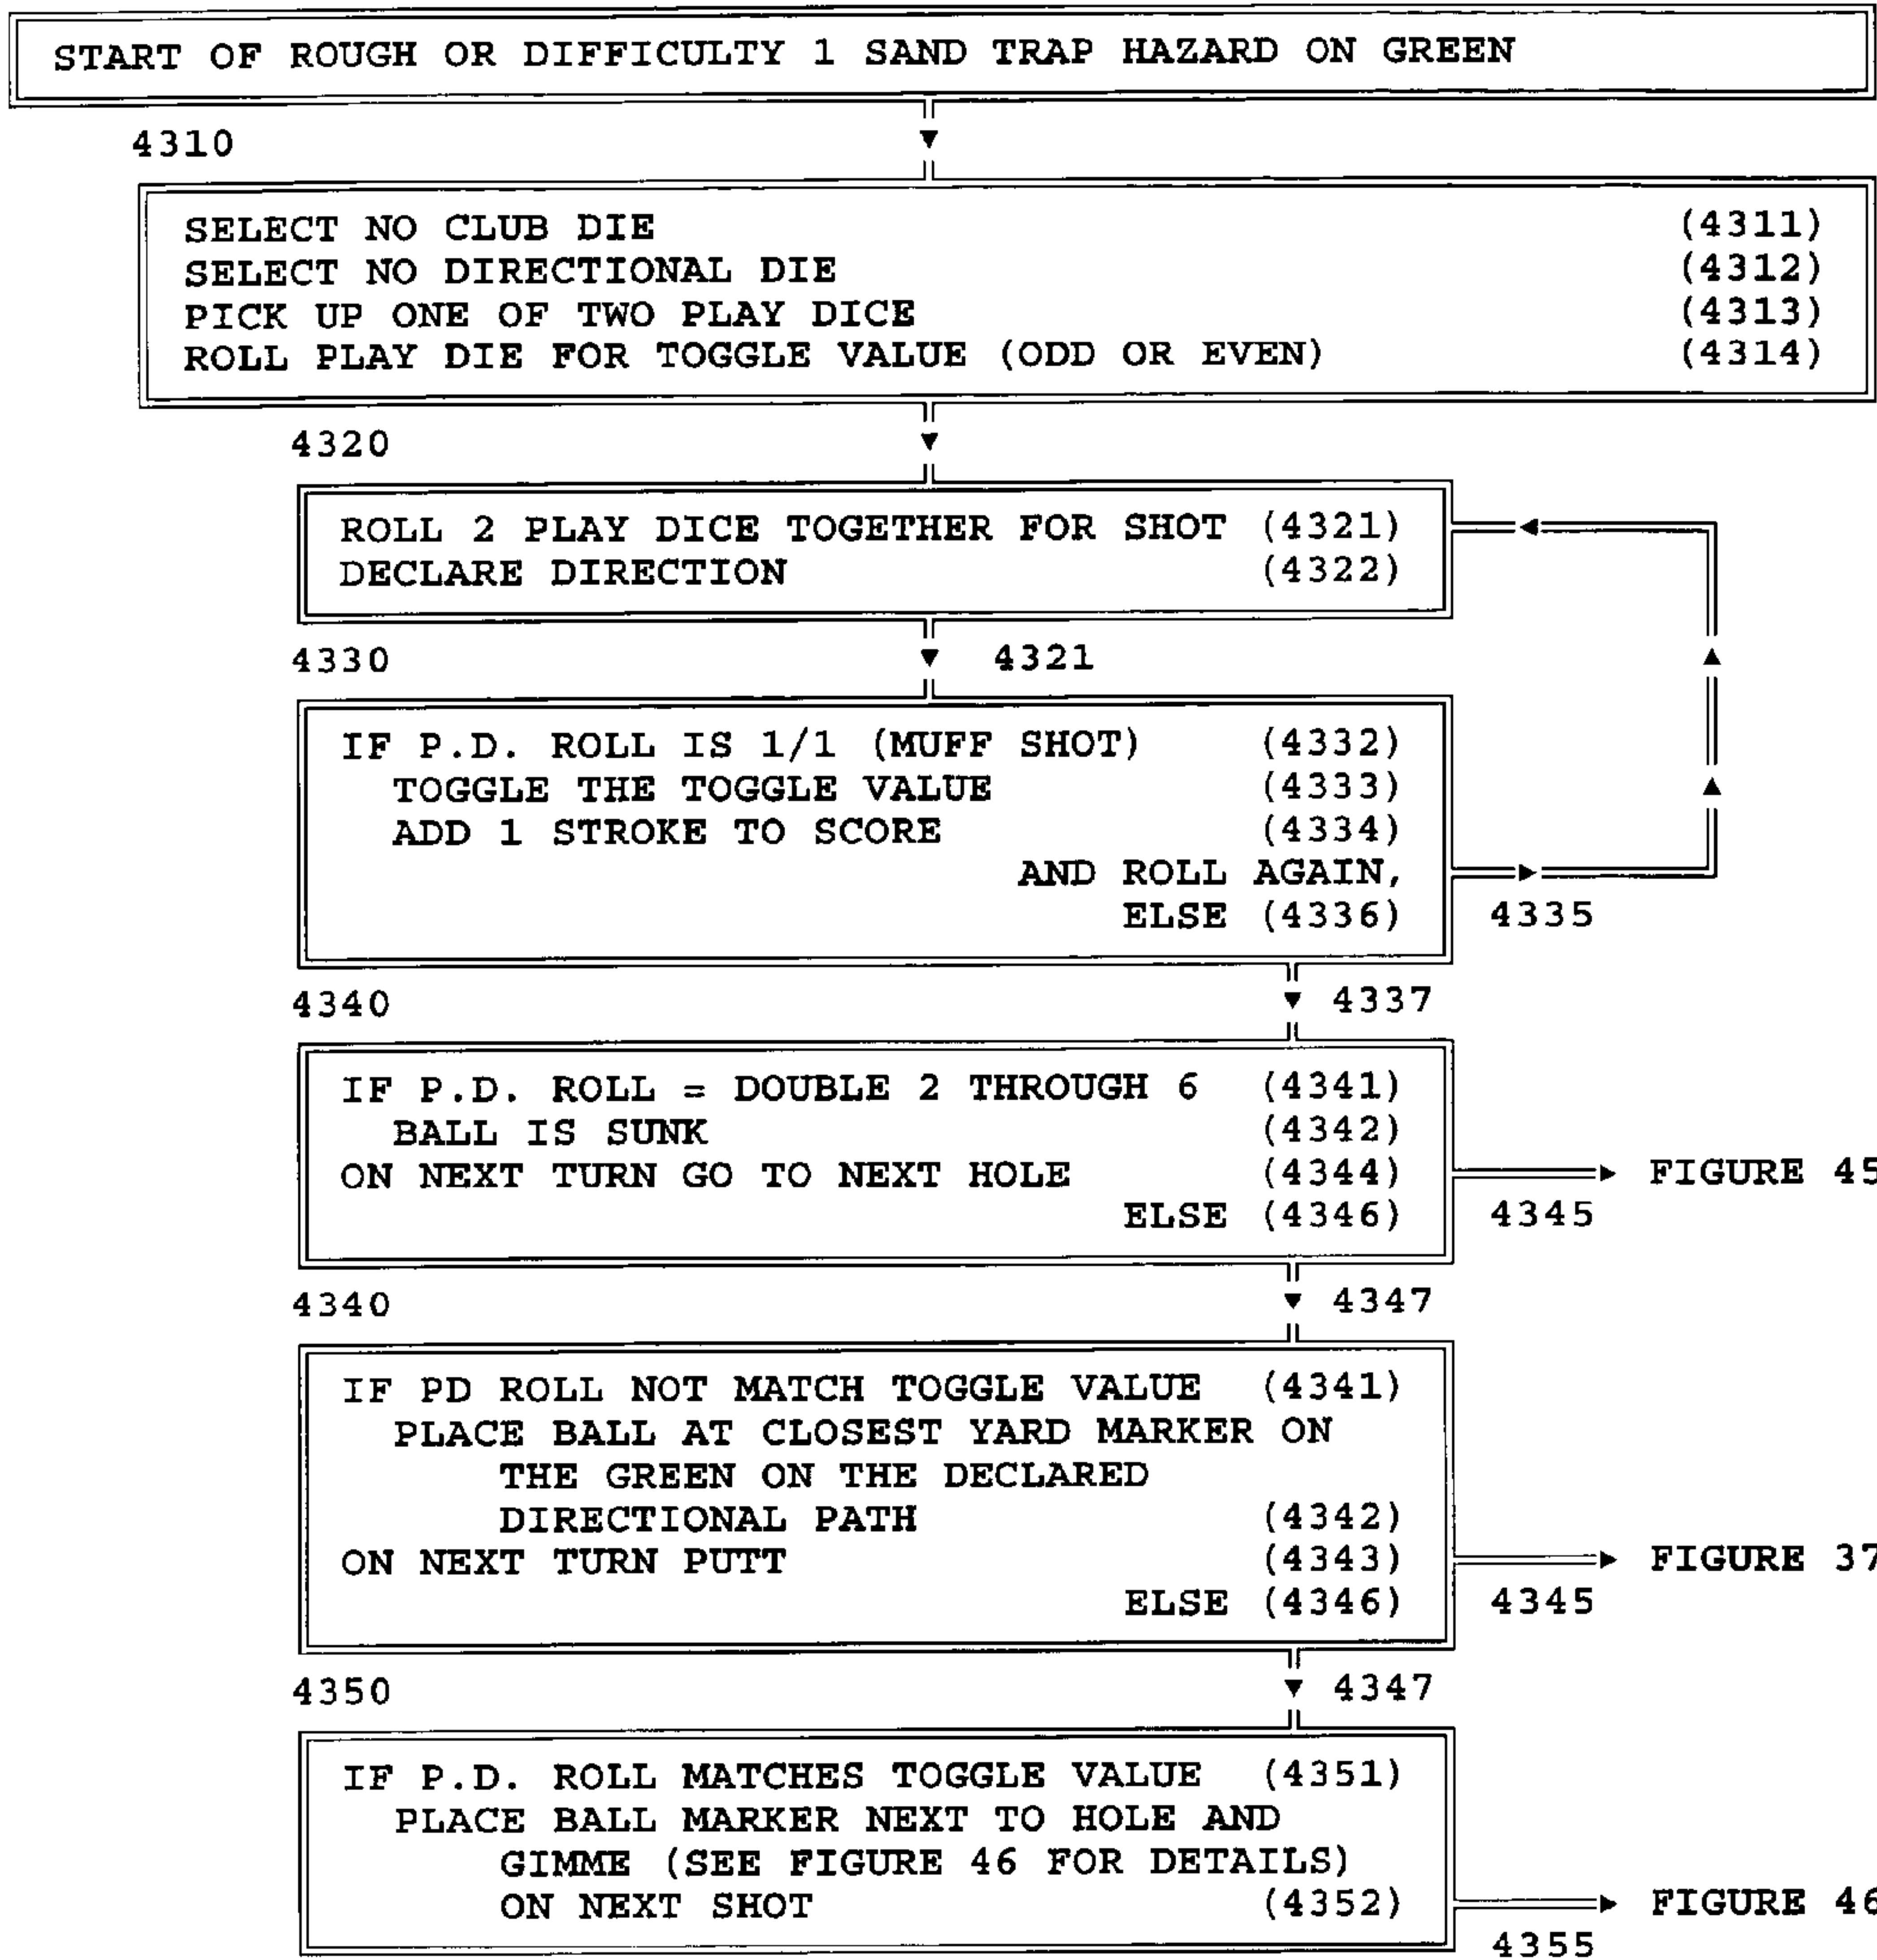 START OF ROUGH OR DIFFICULTY 1 SAND TRAP HAZARD ON GREEN
4310
SELECT NO CLUB DIE (4311)
SELECT NO DIRECTIONAL DIE (4312)
PICK UP ONE OF TWO PLAY DICE (4313)
ROLL PLAY DIE FOR TOGGLE VALUE (ODD OR EVEN) (4314)
4320
ROLL 2 PLAY DICE TOGETHER FOR SHOT (4321)
DECLARE DIRECTION (4322)
4330 4321
IF P.D. ROLL IS 1/1 (MUFF SHOT) (4332)
TOGGLE THE TOGGLE VALUE (4333)
ADD 1 STROKE TO SCORE (4334)
AND ROLL AGAIN,
ELSE (4336) 4335
4340 4337
IF P.D. ROLL = DOUBLE 2 THROUGH 6 (4341)
BALL IS SUNK (4342)
ON NEXT TURN GO TO NEXT HOLE (4344) FIGURE 45
ELSE (4346) 4345
4340 4347
IF PD ROLL NOT MATCH TOGGLE VALUE (4341)
PLACE BALL AT CLOSEST YARD MARKER ON
THE GREEN ON THE DECLARED
DIRECTIONAL PATH (4342)
ON NEXT TURN PUTT (4343) FIGURE 37
ELSE (4346) 4345
4350 4347
IF P.D. ROLL MATCHES TOGGLE VALUE (4351)
PLACE BALL MARKER NEXT TO HOLE AND
GIMME (SEE FIGURE 46 FOR DETAILS)
ON NEXT SHOT (4352) FIGURE 46
4355